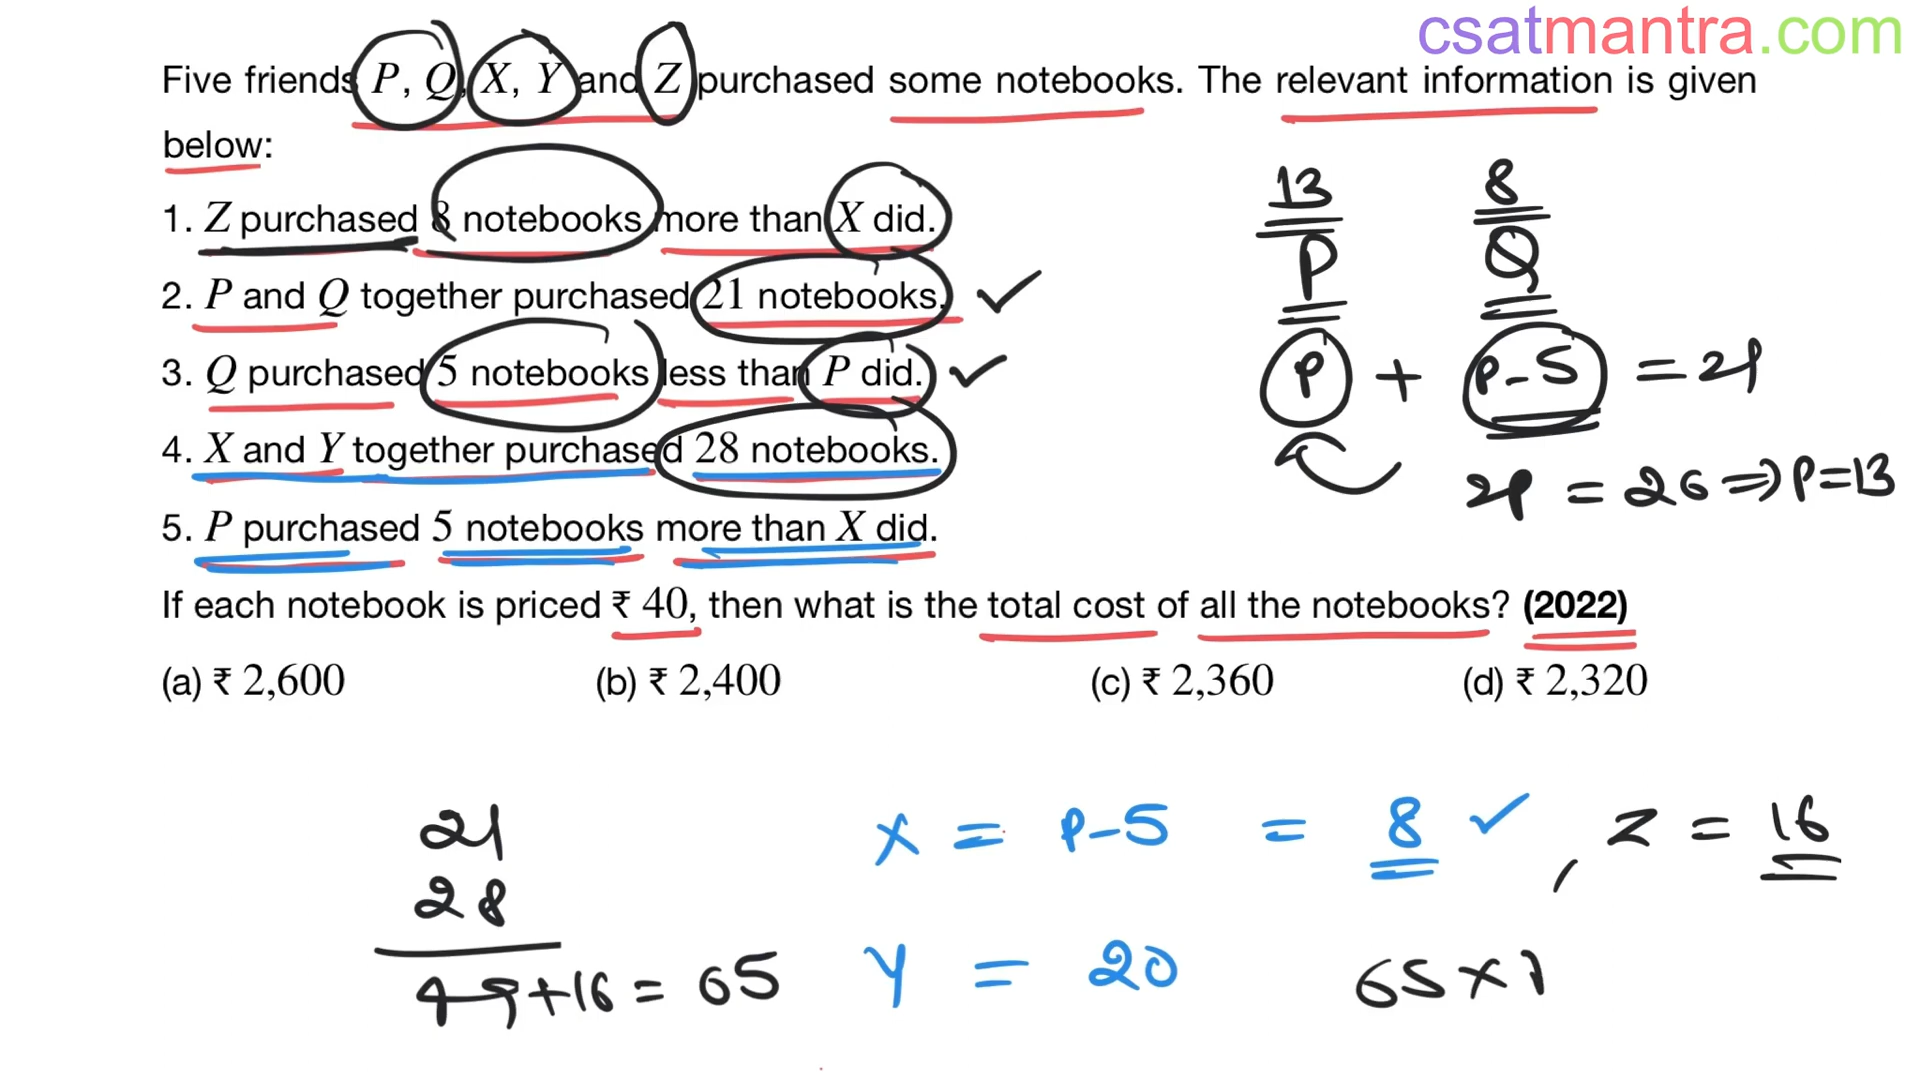 csatmantra.com
Five friends P, Q, X, Y and Z purchased some notebooks. The relevant information is given
below:
1. Z purchased 8 notebooks more than X did.
2. P and Q together purchased 21 notebooks.
3. Q purchased 5 notebooks less than P did.
4. X and Y together purchased 28 notebooks.
5. P purchased 5 notebooks more than X did.
If each notebook is priced ₹ 40, then what is the total cost of all the notebooks? (2022)
(a) ₹ 2,600 (b) ₹ 2,400 (c) ₹ 2,360 (d) ₹ 2,320
13 8
P Q
P + P-5 = 21
2P = 26 ⇒ P=13
21
28
49+16 = 65
X = P-5 = 8 ✓, Z = 16
Y = 20
65 ×